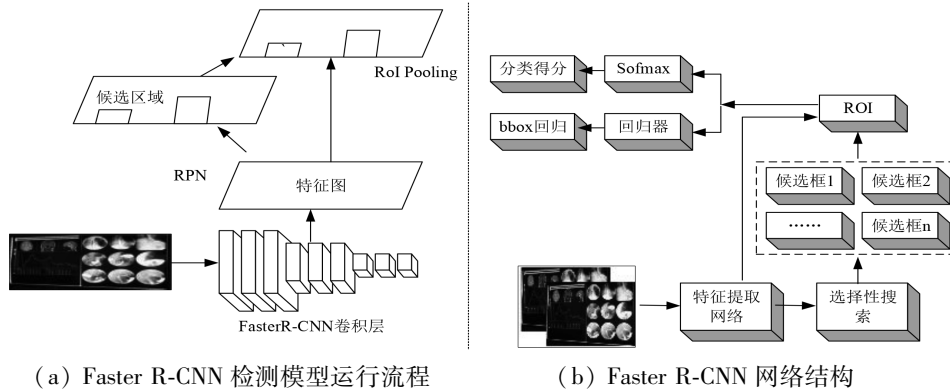 RoI Pooling
候选区域
RPN
特征图
FasterR-CNN卷积层
(a) Faster R-CNN 检测模型运行流程
分类得分
Sofmax
bbox回归
回归器
ROI
候选框1
候选框2
……
候选框n
特征提取
网络
选择性搜
索
(b) Faster R-CNN 网络结构